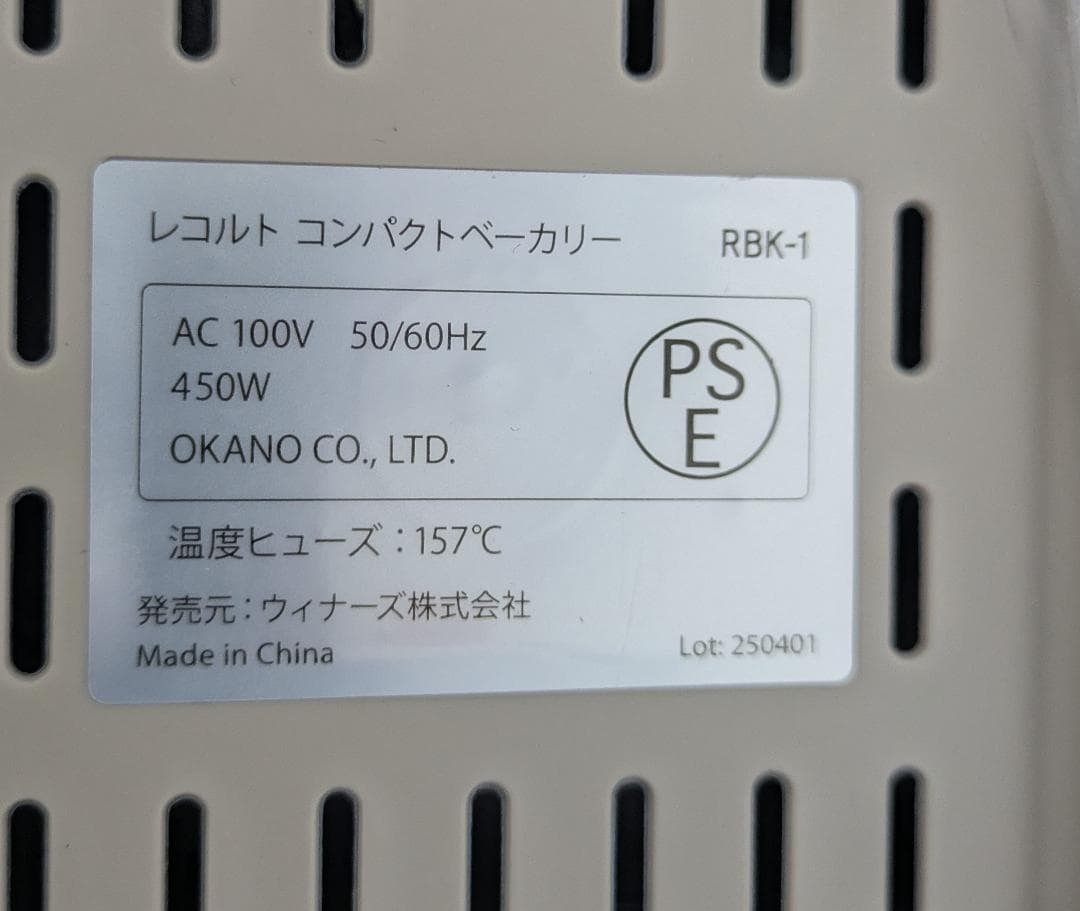 レコルト コンパクトベーカリー RBK-1
AC 100V 50/60Hz
450W
OKANO CO., LTD.
PS
E
温度ヒューズ：157℃
発売元：ウィナーズ株式会社
Made in China
Lot: 250401